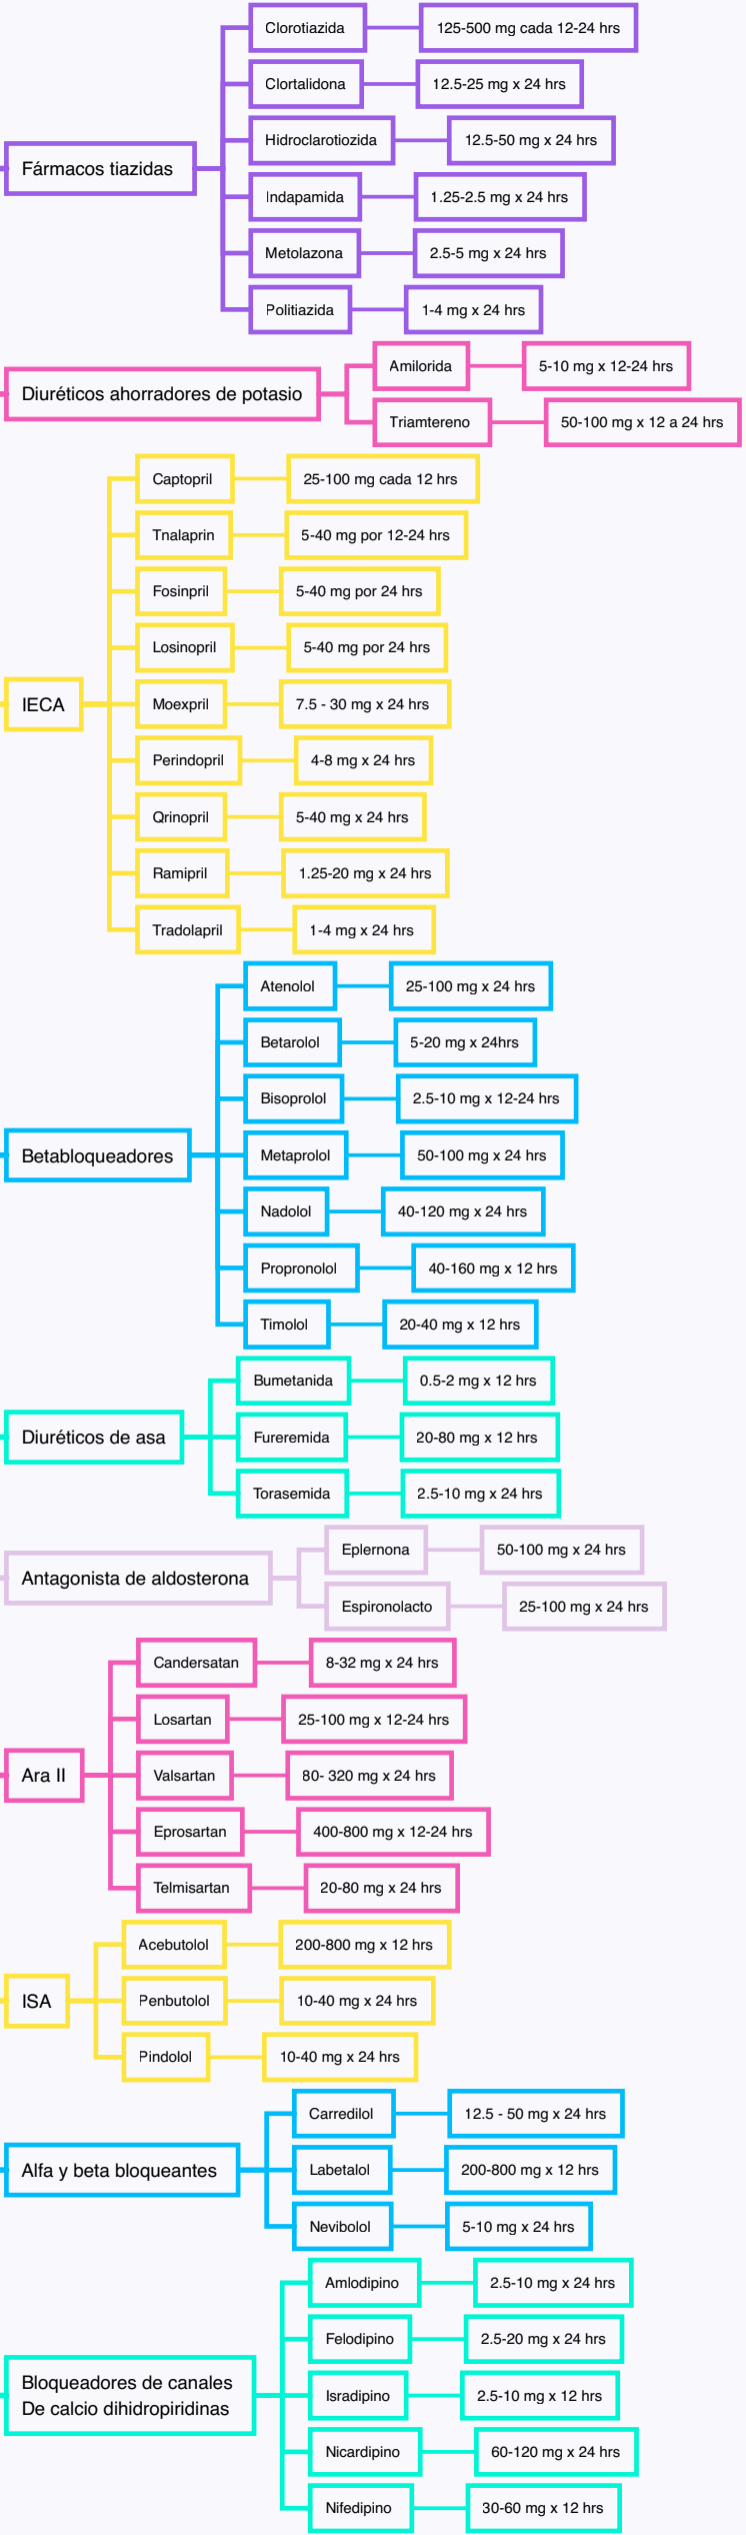 Fármacos tiazidas
Clorotiazida
125-500 mg cada 12-24 hrs
Clortalidona
12.5-25 mg x 24 hrs
Hidroclarotiozida
12.5-50 mg x 24 hrs
Indapamida
1.25-2.5 mg x 24 hrs
Metolazona
2.5-5 mg x 24 hrs
Politiazida
1-4 mg x 24 hrs
Diuréticos ahorradores de potasio
Amilorida
5-10 mg x 12-24 hrs
Triamtereno
50-100 mg x 12 a 24 hrs
IECA
Captopril
25-100 mg cada 12 hrs
Tnalaprin
5-40 mg por 12-24 hrs
Fosinpril
5-40 mg por 24 hrs
Losinopril
5-40 mg por 24 hrs
Moexpril
7.5 - 30 mg x 24 hrs
Perindopril
4-8 mg x 24 hrs
Qrinopril
5-40 mg x 24 hrs
Ramipril
1.25-20 mg x 24 hrs
Tradolapril
1-4 mg x 24 hrs
Betabloqueadores
Atenolol
25-100 mg x 24 hrs
Betarolol
5-20 mg x 24hrs
Bisoprolol
2.5-10 mg x 12-24 hrs
Metaprolol
50-100 mg x 24 hrs
Nadolol
40-120 mg x 24 hrs
Propronolol
40-160 mg x 12 hrs
Timolol
20-40 mg x 12 hrs
Diuréticos de asa
Bumetanida
0.5-2 mg x 12 hrs
Fureremida
20-80 mg x 12 hrs
Torasemida
2.5-10 mg x 24 hrs
Antagonista de aldosterona
Eplernona
50-100 mg x 24 hrs
Espironolacto
25-100 mg x 24 hrs
Ara II
Candersatan
8-32 mg x 24 hrs
Losartan
25-100 mg x 12-24 hrs
Valsartan
80- 320 mg x 24 hrs
Eprosartan
400-800 mg x 12-24 hrs
Telmisartan
20-80 mg x 24 hrs
ISA
Acebutolol
200-800 mg x 12 hrs
Penbutolol
10-40 mg x 24 hrs
Pindolol
10-40 mg x 24 hrs
Alfa y beta bloqueantes
Carredilol
12.5 - 50 mg x 24 hrs
Labetalol
200-800 mg x 12 hrs
Nevibolol
5-10 mg x 24 hrs
Bloqueadores de canales
De calcio dihidropiridinas
Amlodipino
2.5-10 mg x 24 hrs
Felodipino
2.5-20 mg x 24 hrs
Isradipino
2.5-10 mg x 12 hrs
Nicardipino
60-120 mg x 24 hrs
Nifedipino
30-60 mg x 12 hrs